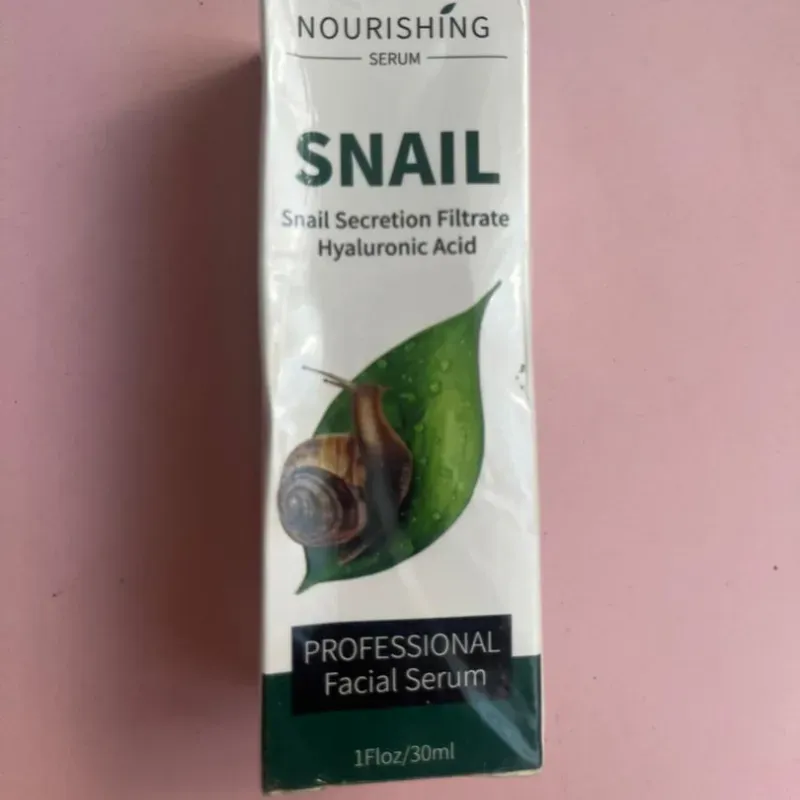 NOURISHING
SERUM
SNAIL
Snail Secretion Filtrate
Hyaluronic Acid
PROFESSIONAL
Facial Serum
1Floz/30ml